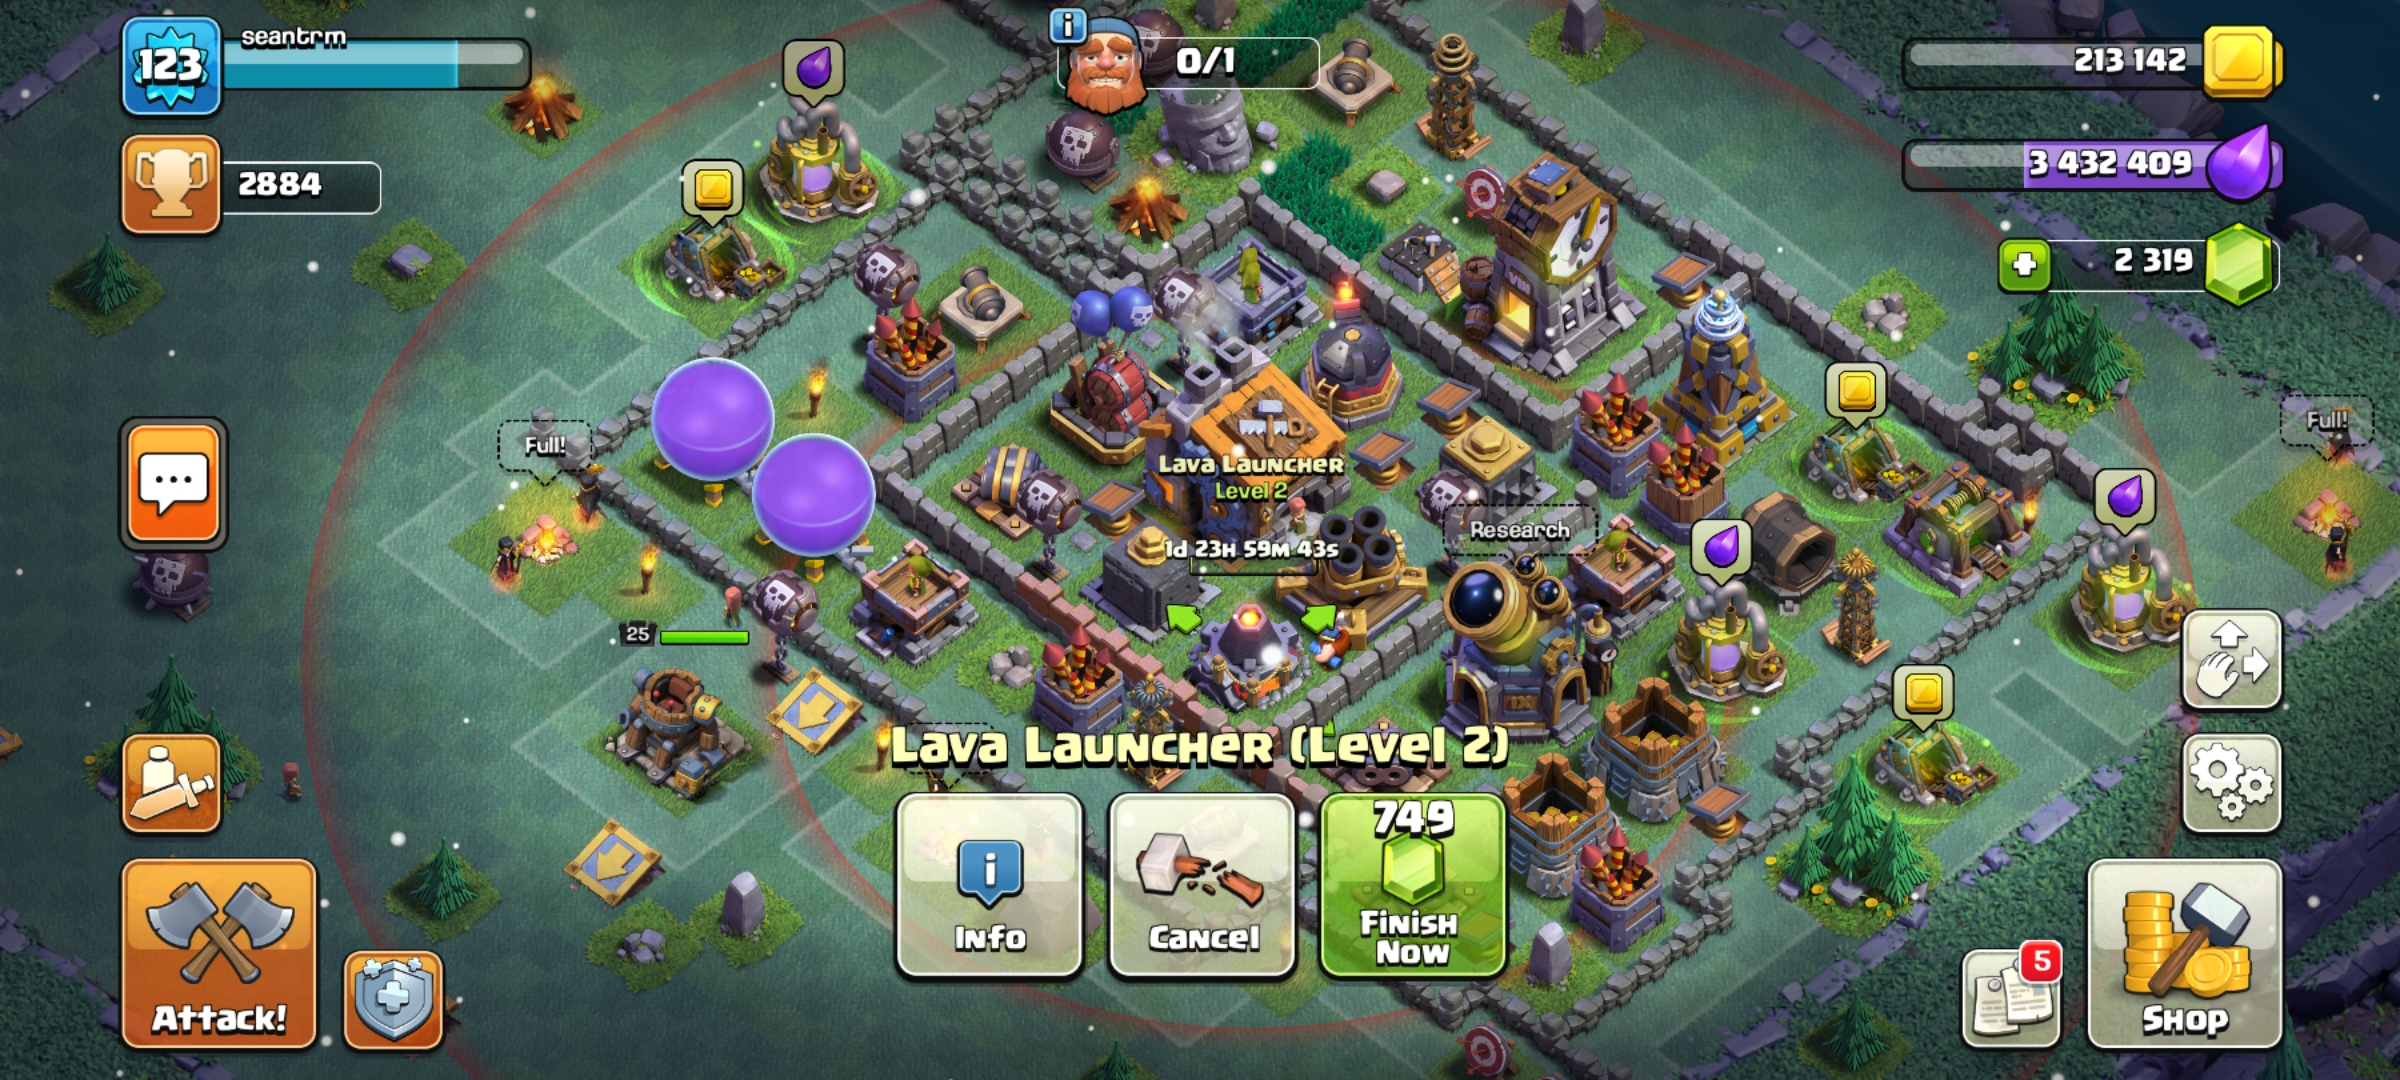 seantrm
123
0/1
213 142
2884
3 432 409
2 319
Full!
Full!
Lava Launcher
Level 2
Research
1d 23h 59m 43s
25
Lava Launcher (Level 2)
749
Info
Cancel
Finish
Now
5
Attack!
Shop